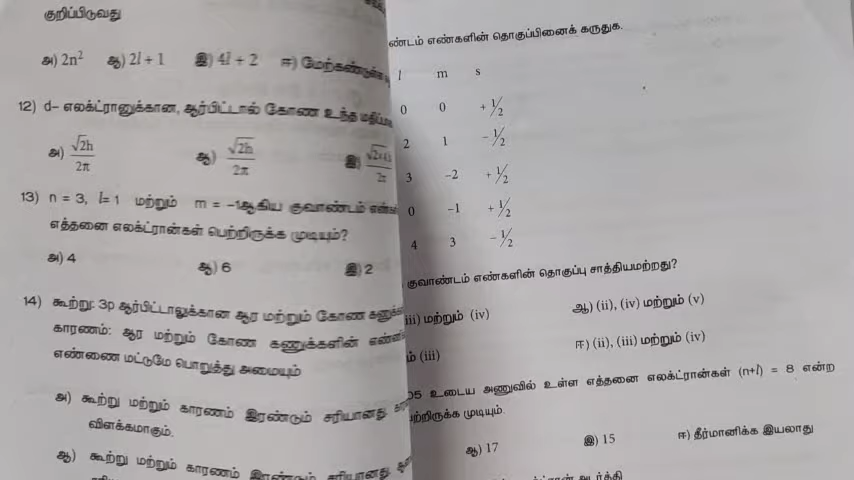 குறிப்பிடுவது
அ) 2n² ஆ) 2l + 1 இ) 4l + 2 ஈ) மேற்கண்டுள்ள
12) d– எலக்ட்ரானுக்கான, ஆர்பிட்டால் கோண உந்த
அ) √2h/2π ஆ) √2h/2π இ)
13) n = 3, l= 1 மற்றும் m = –1ஆகிய குவாண்டம்
எத்தனை எலக்ட்ரான்கள் பெற்றிருக்க முடியும்?
அ) 4 ஆ) 6 இ) 2
14) கூற்று: 3p ஆர்பிட்டாலுக்கான ஆர மற்றும் கோண
காரணம்: ஆர மற்றும் கோண கணுக்களின்
எண்ணை மட்டுமே பொறுத்து அமையும்
அ) கூற்று மற்றும் காரணம் இரண்டும் சரியானது.
விளக்கமாகும்.
ஆ) கூற்று மற்றும் காரணம் இரண்டும் சரியானது,
ண்டம் எண்களின் தொகுப்பினைக் கருதுக.
l m s
0 0 +½
2 1 –½
3 –2 +½
0 –1 +½
4 3 –½
குவாண்டம் எண்களின் தொகுப்பு சாத்தியமற்றது?
iii) மற்றும் (iv) ஆ) (ii), (iv) மற்றும் (v)
ம் (iii) ஈ) (ii), (iii) மற்றும் (iv)
05 உடைய அணுவில் உள்ள எத்தனை எலக்ட்ரான்கள் (n+l) = 8 என்ற
பற்றிருக்க முடியும்.
ஆ) 17 இ) 15 ஈ) தீர்மானிக்க இயலாது